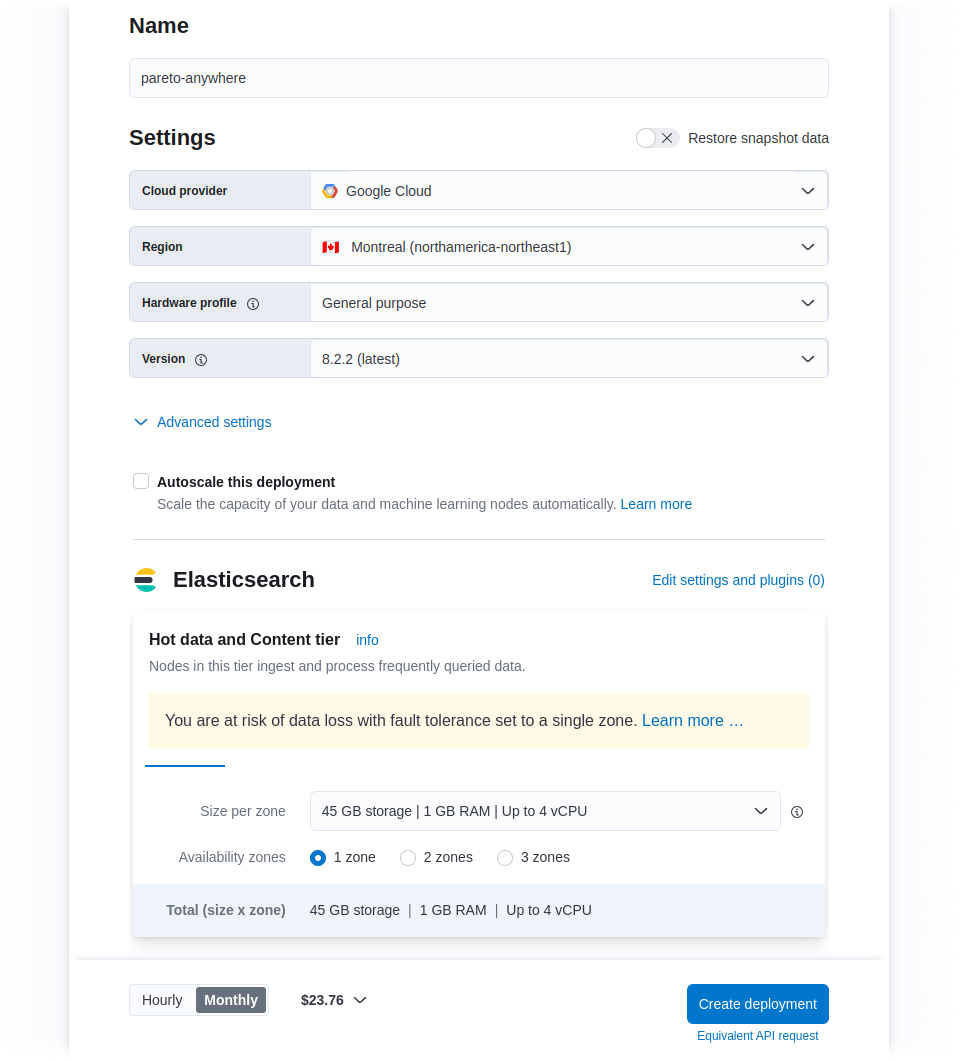 Name
pareto-anywhere
Settings
Restore snapshot data
Cloud provider
Google Cloud
Region
Montreal (northamerica-northeast1)
Hardware profile
General purpose
Version
8.2.2 (latest)
Advanced settings
Autoscale this deployment
Scale the capacity of your data and machine learning nodes automatically. Learn more
Elasticsearch
Edit settings and plugins (0)
Hot data and Content tier info
Nodes in this tier ingest and process frequently queried data.
You are at risk of data loss with fault tolerance set to a single zone. Learn more …
Size per zone
45 GB storage | 1 GB RAM | Up to 4 vCPU
Availability zones
1 zone 2 zones 3 zones
Total (size x zone)
45 GB storage | 1 GB RAM | Up to 4 vCPU
Hourly Monthly
$23.76
Create deployment
Equivalent API request